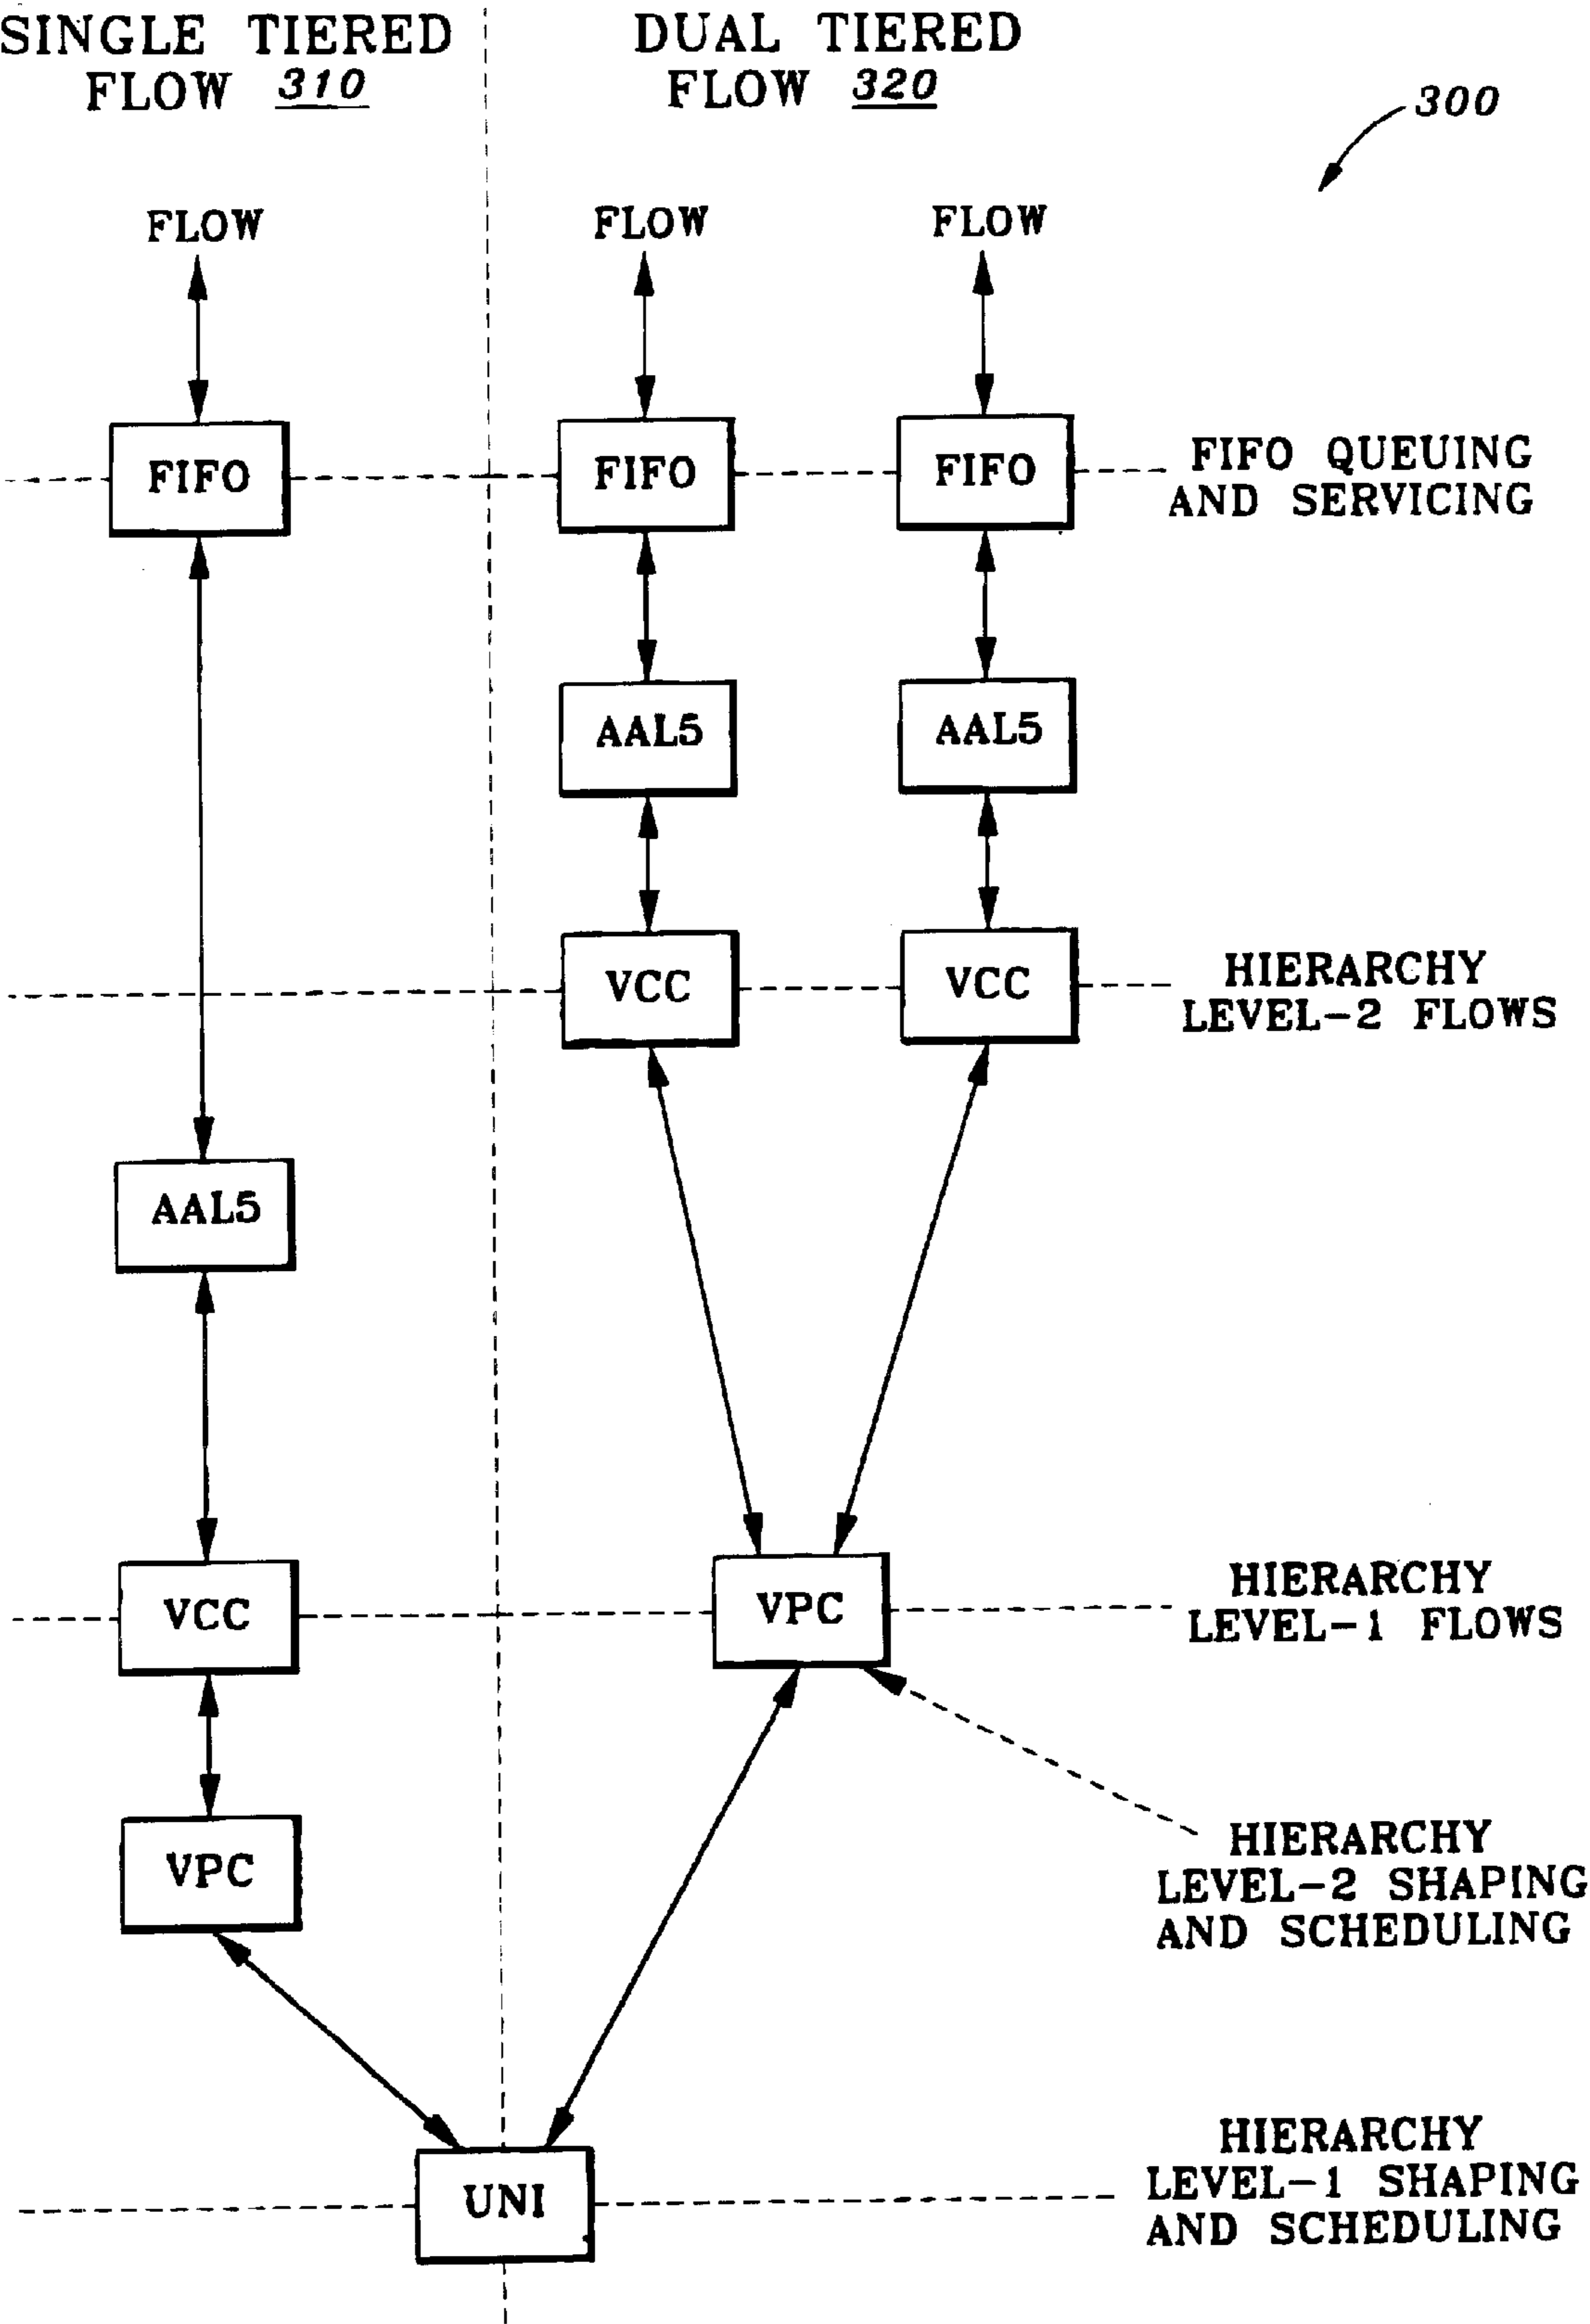 SINGLE TIERED
FLOW 310
DUAL TIERED
FLOW 320
300
FLOW
FLOW
FLOW
FIFO
FIFO
FIFO
FIFO QUEUING
AND SERVICING
AAL5
AAL5
VCC
VCC
HIERARCHY
LEVEL-2 FLOWS
AAL5
VCC
VPC
HIERARCHY
LEVEL-1 FLOWS
VPC
HIERARCHY
LEVEL-2 SHAPING
AND SCHEDULING
UNI
HIERARCHY
LEVEL-1 SHAPING
AND SCHEDULING